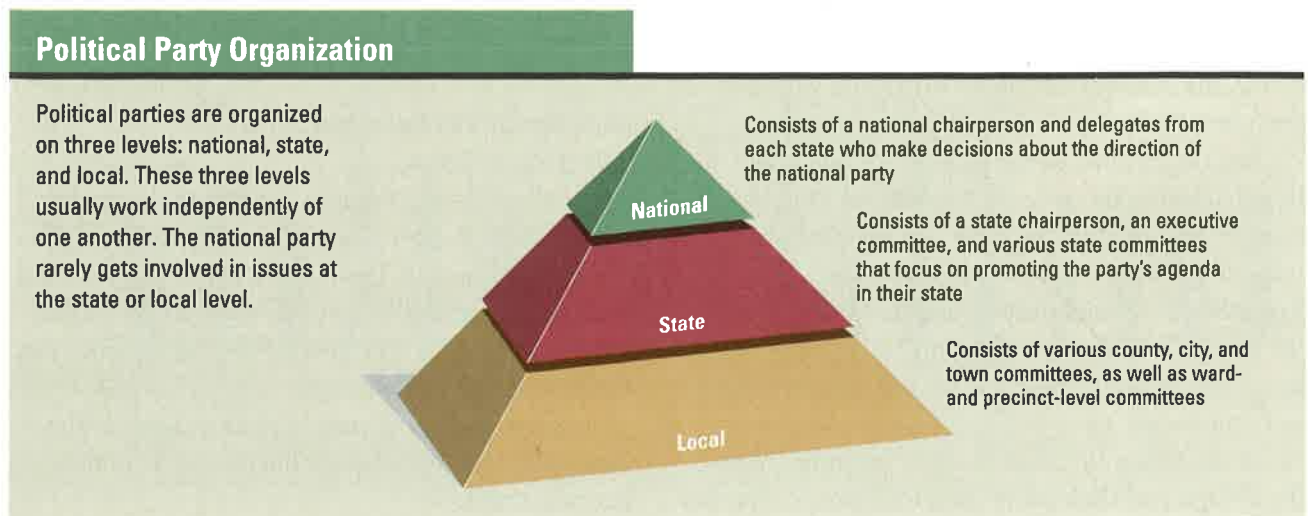 Political Party Organization
Political parties are organized
on three levels: national, state,
and local. These three levels
usually work independently of
one another. The national party
rarely gets involved in issues at
the state or local level.
National
Consists of a national chairperson and delegates from
each state who make decisions about the direction of
the national party
State
Consists of a state chairperson, an executive
committee, and various state committees
that focus on promoting the party's agenda
in their state
Local
Consists of various county, city, and
town committees, as well as ward-
and precinct-level committees